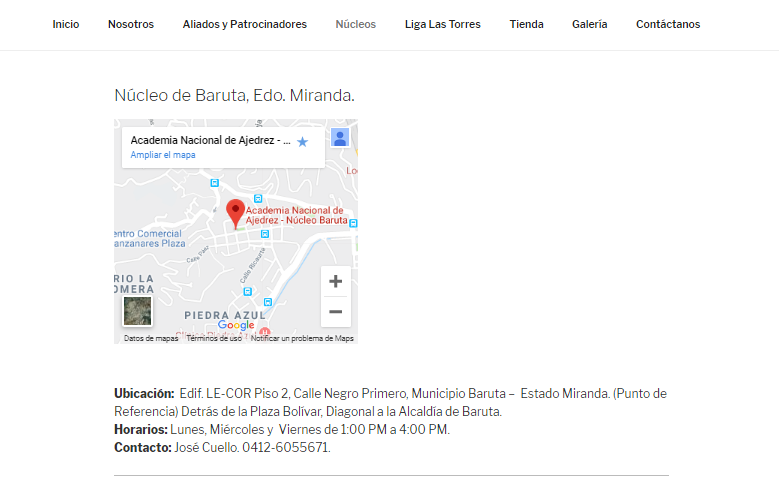 Inicio Nosotros Aliados y Patrocinadores Núcleos Liga Las Torres Tienda Galería Contáctanos
Núcleo de Baruta, Edo. Miranda.
Academia Nacional de Ajedrez - ...
Ampliar el mapa
Academia Nacional de
Ajedrez - Núcleo Baruta
entro Comercial
anzanares Plaza
Calle Ricaurte
RIO LA
OMERA
PIEDRA AZUL
Google
Datos de mapas Términos de uso Notificar un problema de Maps
Ubicación: Edif. LE-COR Piso 2, Calle Negro Primero, Municipio Baruta – Estado Miranda. (Punto de
Referencia) Detrás de la Plaza Bolívar, Diagonal a la Alcaldía de Baruta.
Horarios: Lunes, Miércoles y Viernes de 1:00 PM a 4:00 PM.
Contacto: José Cuello. 0412-6055671.